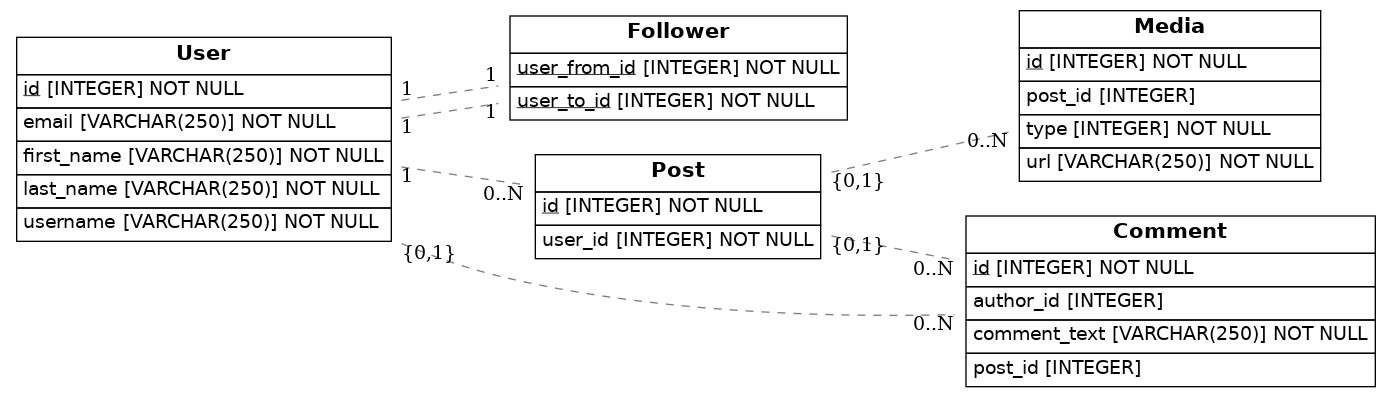 User
id [INTEGER] NOT NULL
email [VARCHAR(250)] NOT NULL
first_name [VARCHAR(250)] NOT NULL
last_name [VARCHAR(250)] NOT NULL
username [VARCHAR(250)] NOT NULL
1
1
1
{0,1}
Follower
user_from_id [INTEGER] NOT NULL
user_to_id [INTEGER] NOT NULL
1
1
0..N
Post
id [INTEGER] NOT NULL
user_id [INTEGER] NOT NULL
{0,1}
{0,1}
0..N
Media
id [INTEGER] NOT NULL
post_id [INTEGER]
type [INTEGER] NOT NULL
url [VARCHAR(250)] NOT NULL
0..N
0..N
Comment
id [INTEGER] NOT NULL
author_id [INTEGER]
comment_text [VARCHAR(250)] NOT NULL
post_id [INTEGER]